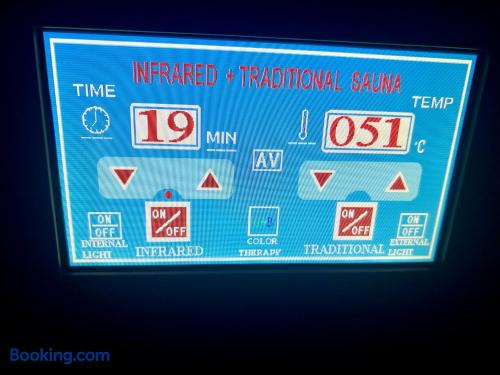 INFRARED + TRADITIONAL SAUNA
TIME
TEMP
19 MIN
051 °C
AV
ON OFF
INTERNAL LIGHT
ON/OFF
INFRARED
COLOR THERAPY
ON/OFF
TRADITIONAL
ON OFF
EXTERNAL LIGHT
Booking.com